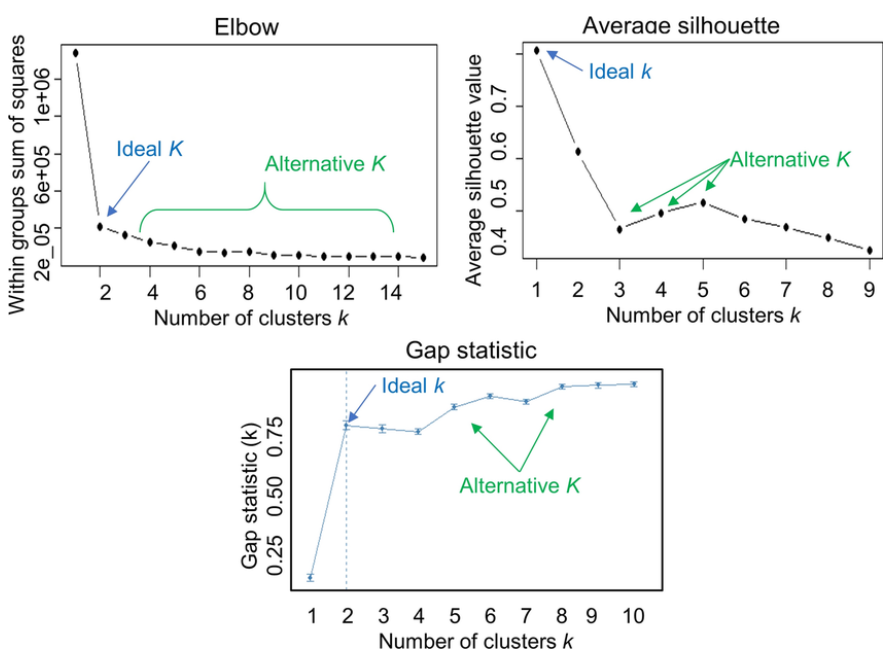 Elbow
Within groups sum of squares
1e+06
6e+05
2e_05
Ideal K
Alternative K
2 4 6 8 10 12 14
Number of clusters k
Average silhouette
Average silhouette value
0.7
0.6
0.5
0.4
Ideal k
Alternative K
1 2 3 4 5 6 7 8 9
Number of clusters k
Gap statistic
Gap statistic (k)
0.75
0.50
0.25
Ideal k
Alternative K
1 2 3 4 5 6 7 8 9 10
Number of clusters k